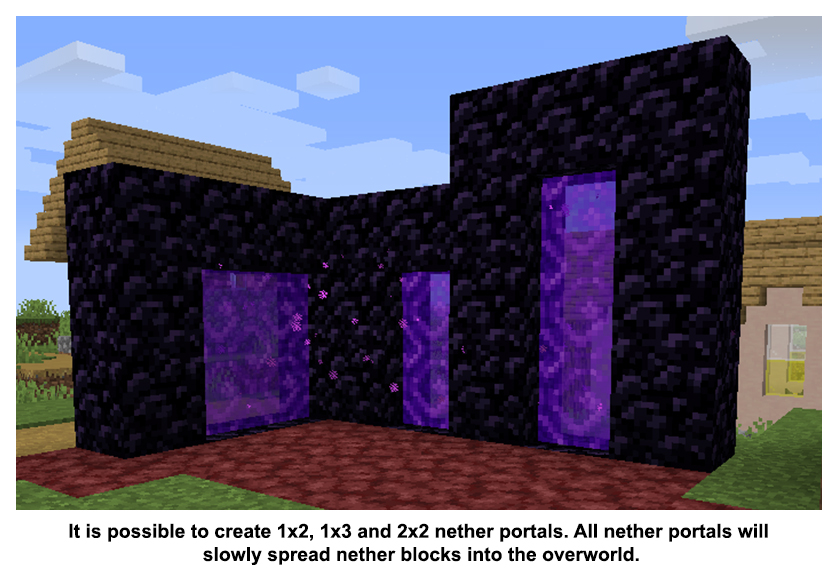 It is possible to create 1x2, 1x3 and 2x2 nether portals. All nether portals will
slowly spread nether blocks into the overworld.